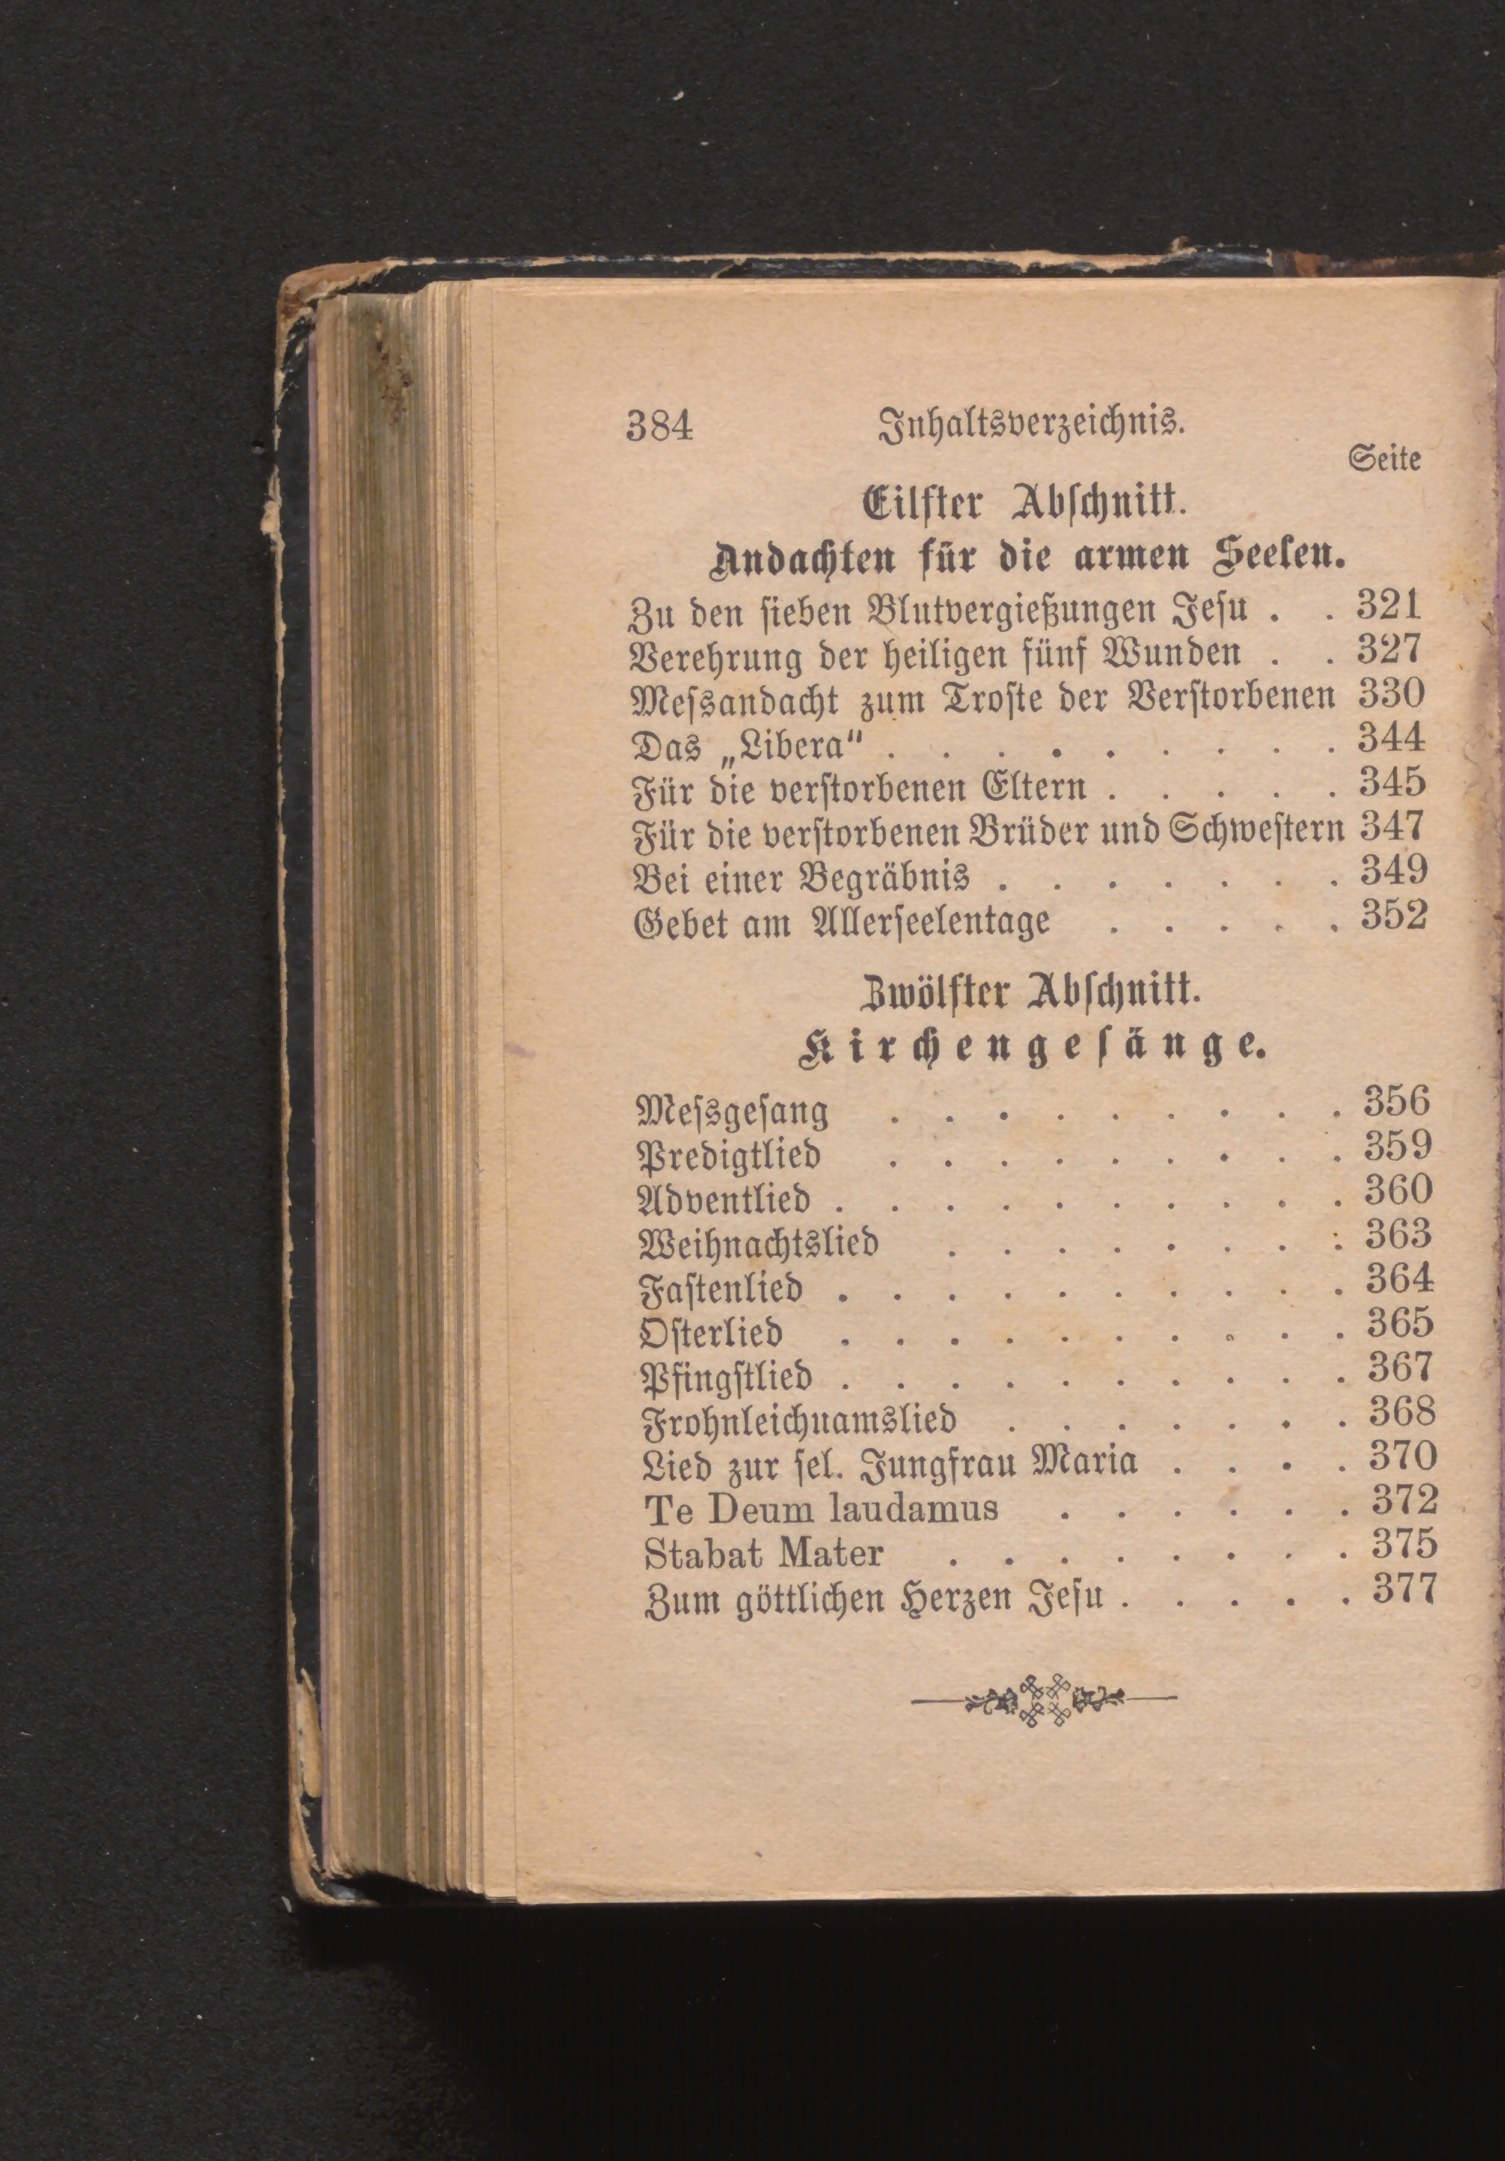 384 Inhaltsverzeichnis.
Seite
Eilfter Abſchnitt.
Andachten für die armen Seelen.
Zu den ſieben Blutvergießungen Jeſu . . 321
Verehrung der heiligen fünf Wunden . . 327
Meſsandacht zum Troſte der Verſtorbenen 330
Das „Libera“ . . . . . . . . . 344
Für die verſtorbenen Eltern . . . . . 345
Für die verſtorbenen Brüder und Schweſtern 347
Bei einer Begräbnis . . . . . . . 349
Gebet am Allerſeelentage . . . . . 352
Zwölfter Abſchnitt.
Kirchengeſänge.
Meſsgeſang . . . . . . . . . 356
Predigtlied . . . . . . . . . 359
Adventlied . . . . . . . . . . 360
Weihnachtslied . . . . . . . . 363
Faſtenlied . . . . . . . . . . 364
Oſterlied . . . . . . . . . . 365
Pfingſtlied . . . . . . . . . . 367
Frohnleichnamslied . . . . . . . 368
Lied zur ſel. Jungfrau Maria . . . . 370
Te Deum laudamus . . . . . . 372
Stabat Mater . . . . . . . . 375
Zum göttlichen Herzen Jeſu . . . . . 377